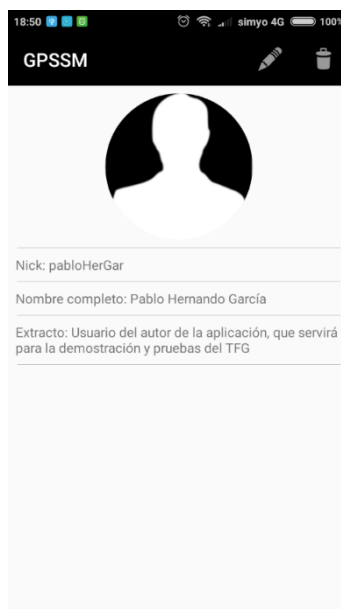 18:50 simyo 4G 100%
GPSSM
Nick: pabloHerGar
Nombre completo: Pablo Hernando García
Extracto: Usuario del autor de la aplicación, que servirá
para la demostración y pruebas del TFG